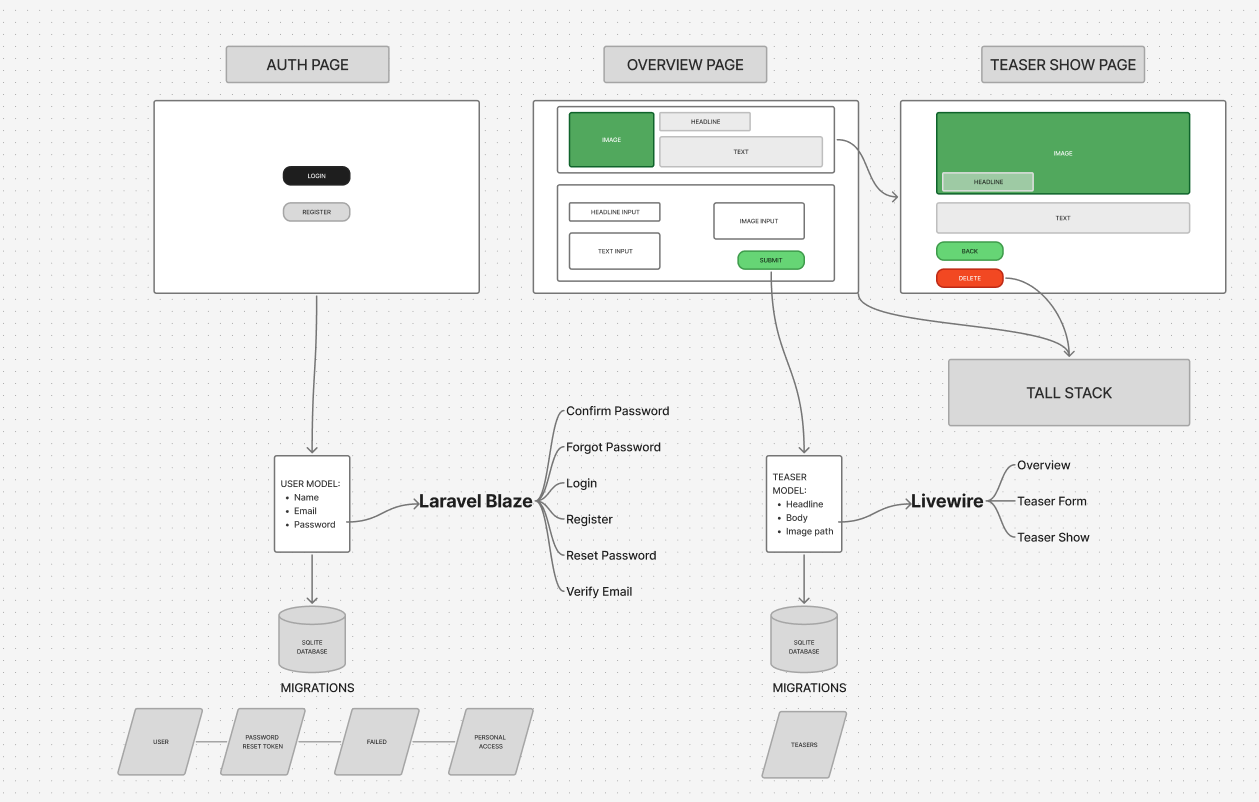 AUTH PAGE
OVERVIEW PAGE
TEASER SHOW PAGE
LOGIN
REGISTER
IMAGE
HEADLINE
TEXT
HEADLINE INPUT
TEXT INPUT
IMAGE INPUT
SUBMIT
IMAGE
HEADLINE
TEXT
BACK
DELETE
TALL STACK
USER MODEL:
• Name
• Email
• Password
Laravel Blaze
Confirm Password
Forgot Password
Login
Register
Reset Password
Verify Email
TEASER
MODEL:
• Headline
• Body
• Image path
Livewire
Overview
Teaser Form
Teaser Show
SQLITE
DATABASE
MIGRATIONS
USER
PASSWORD
RESET TOKEN
FAILED
PERSONAL
ACCESS
SQLITE
DATABASE
MIGRATIONS
TEASERS